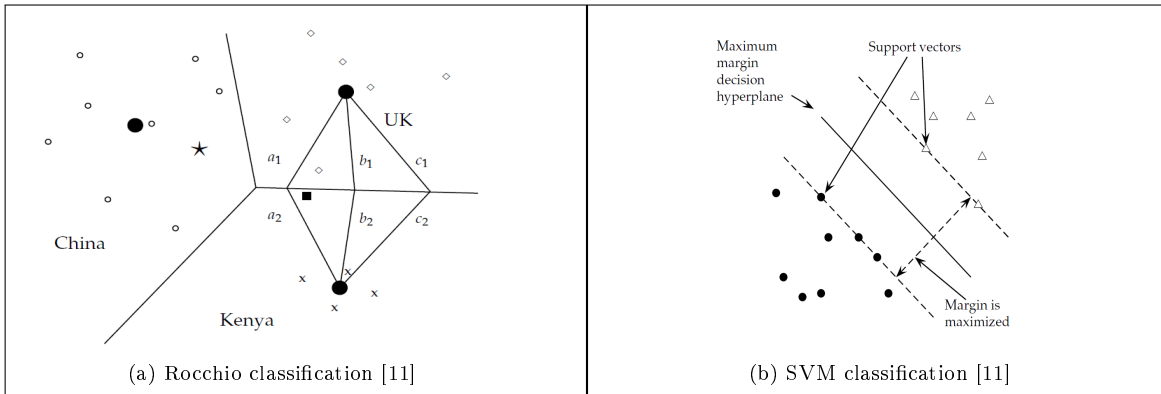 UK
a1
b1
c1
a2
b2
c2
China
Kenya
x
x
x
x
(a) Rocchio classification [11]
Maximum
margin
decision
hyperplane
Support vectors
Margin is
maximized
(b) SVM classification [11]